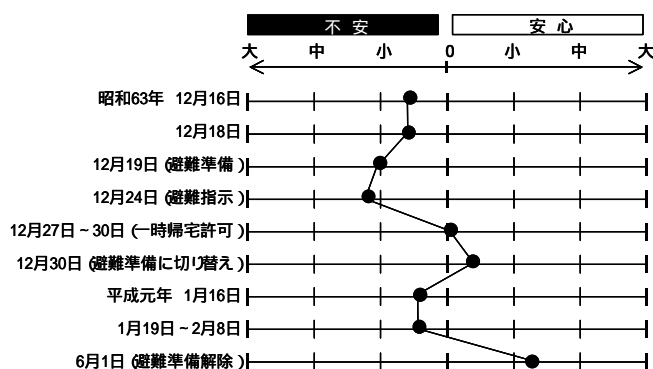 不 安 安 心
大 中 小 0 小 中 大
昭和63年 12月16日
12月18日
12月19日(避難準備)
12月24日(避難指示)
12月27日~30日(一時帰宅許可)
12月30日(避難準備に切り替え)
平成元年 1月16日
1月19日~2月8日
6月1日(避難準備解除)